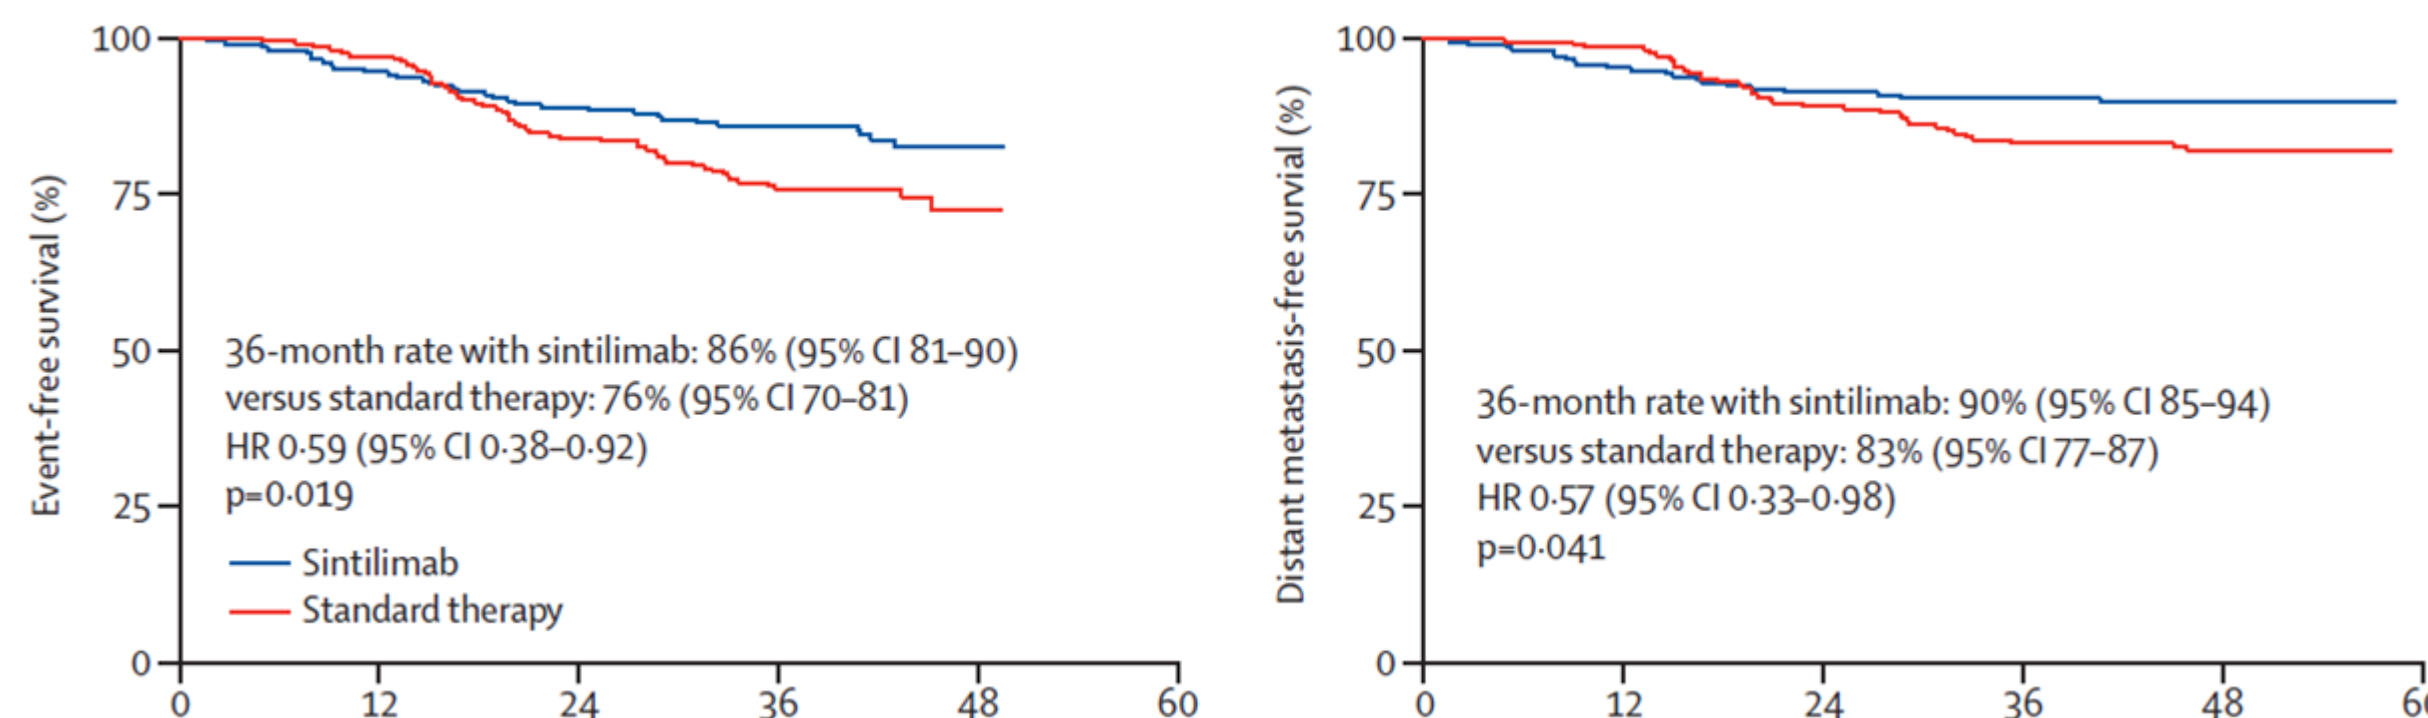 Event-free survival (%)
100
75
50
25
0
36-month rate with sintilimab: 86% (95% CI 81–90)
versus standard therapy: 76% (95% CI 70–81)
HR 0·59 (95% CI 0·38–0·92)
p=0·019
Sintilimab
Standard therapy
0 12 24 36 48 60
Distant metastasis-free survial (%)
100
75
50
25
0
36-month rate with sintilimab: 90% (95% CI 85–94)
versus standard therapy: 83% (95% CI 77–87)
HR 0·57 (95% CI 0·33–0·98)
p=0·041
0 12 24 36 48